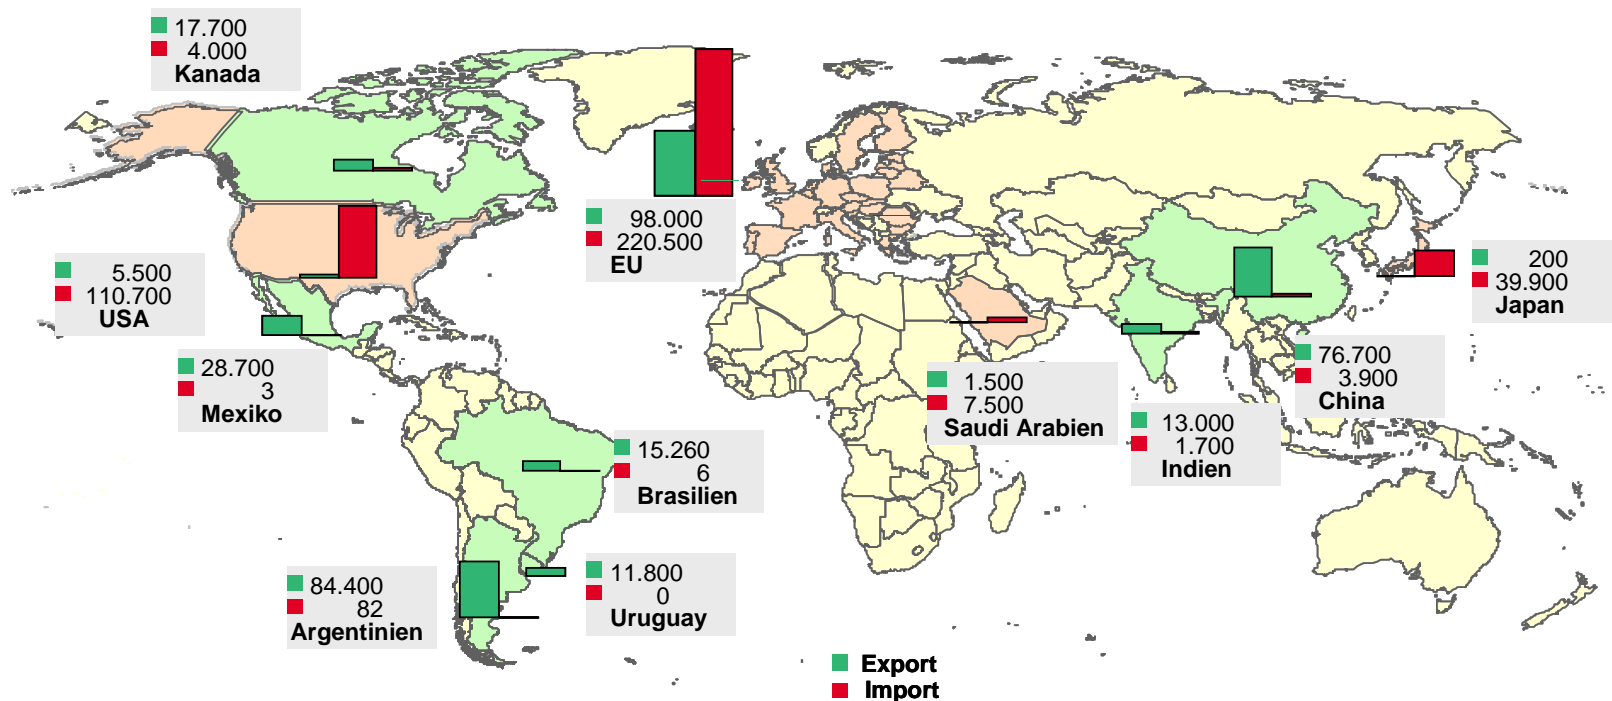 17.700
4.000
Kanada
98.000
220.500
EU
5.500
110.700
USA
200
39.900
Japan
28.700
3
Mexiko
76.700
3.900
China
1.500
7.500
Saudi Arabien
13.000
1.700
Indien
15.260
6
Brasilien
84.400
82
Argentinien
11.800
0
Uruguay
Export
Import